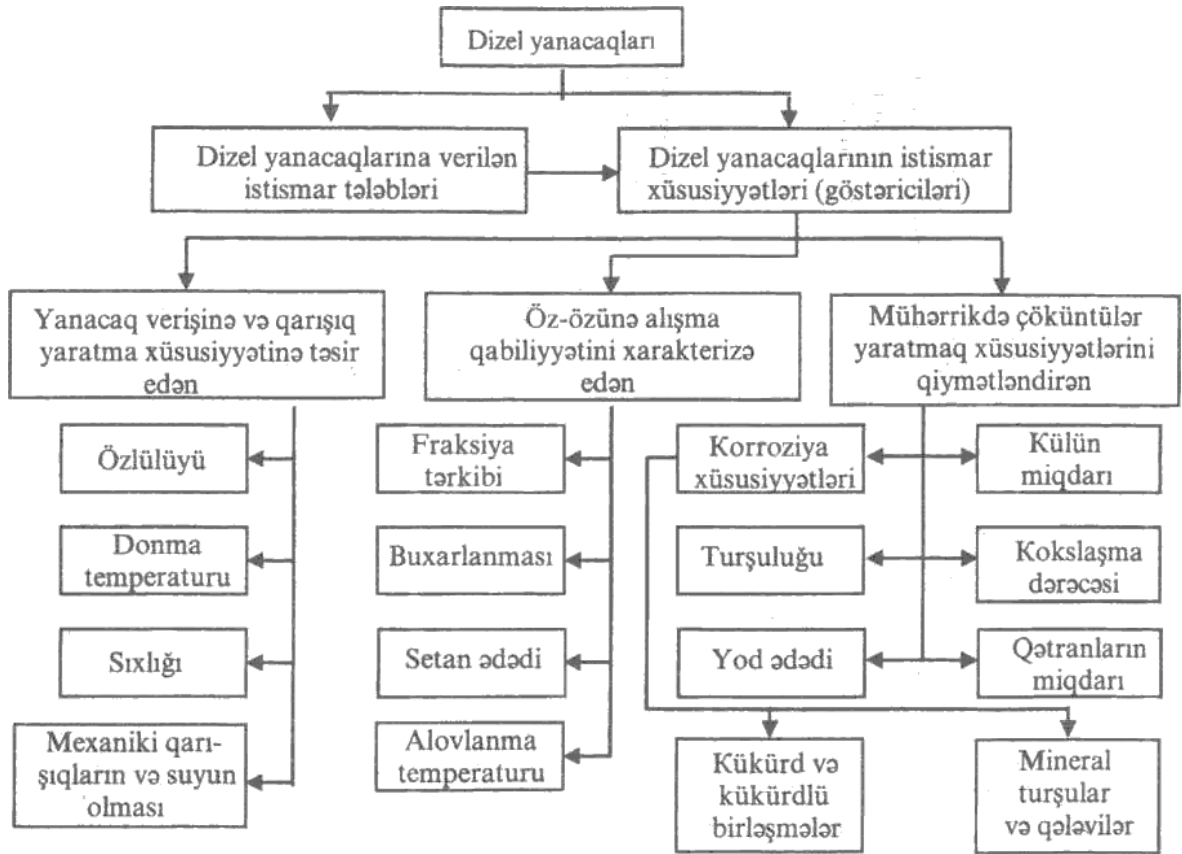 Dizel yanacaqları
Dizel yanacaqlarına verilən
istismar tələbləri
Dizel yanacaqlarının istismar
xüsusiyyətləri (göstəriciləri)
Yanacaq verişinə və qarışıq
yaratma xüsusiyyətinə təsir
edən
Öz-özünə alışma
qabiliyyətini xarakterizə
edən
Mühərrikdə çöküntülər
yaratmaq xüsusiyyətlərini
qiymətləndirən
Özlülüyü
Donma
temperaturu
Sıxlığı
Mexaniki qarı-
şıqların və suyun
olması
Fraksiya
tərkibi
Buxarlanması
Setan ədədi
Alovlanma
temperaturu
Korroziya
xüsusiyyətləri
Turşuluğu
Yod ədədi
Külün
miqdarı
Kokslaşma
dərəcəsi
Qətranların
miqdarı
Kükürd və
kükürdlü
birləşmələr
Mineral
turşular
və qələvilər